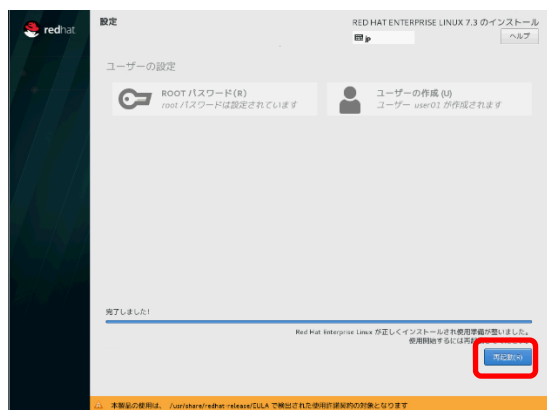 redhat
設定
RED HAT ENTERPRISE LINUX 7.3 のインストール
jp
ヘルプ
ユーザーの設定
ROOT パスワード(R)
root パスワードは設定されています
ユーザーの作成 (U)
ユーザー user01 が作成されます
完了しました!
Red Hat Enterprise Linux が正しくインストールされ使用準備が整いました。
使用開始するには再
再起動(R)
本製品の使用は、 /usr/share/redhat-release/EULA で検出された使用許諾契約の対象となります